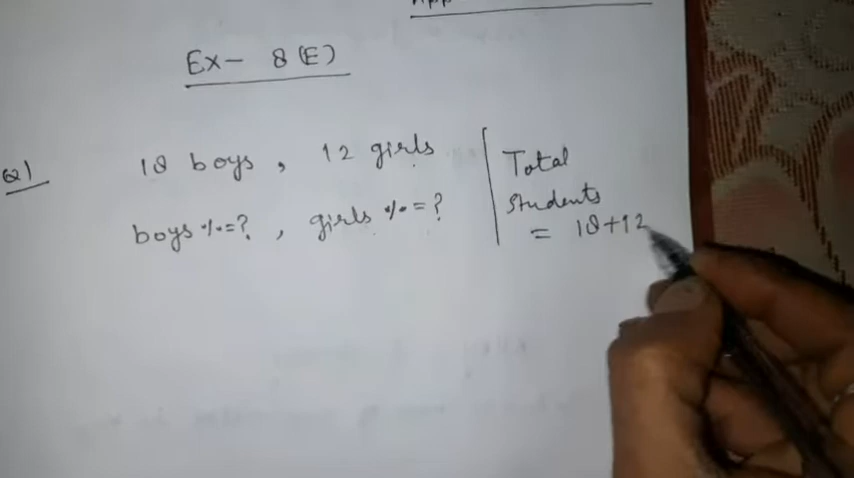 Ex- 8(E)
Q1
18 boys, 12 girls
boys %=?, girls %=?
Total
Students
= 18+12